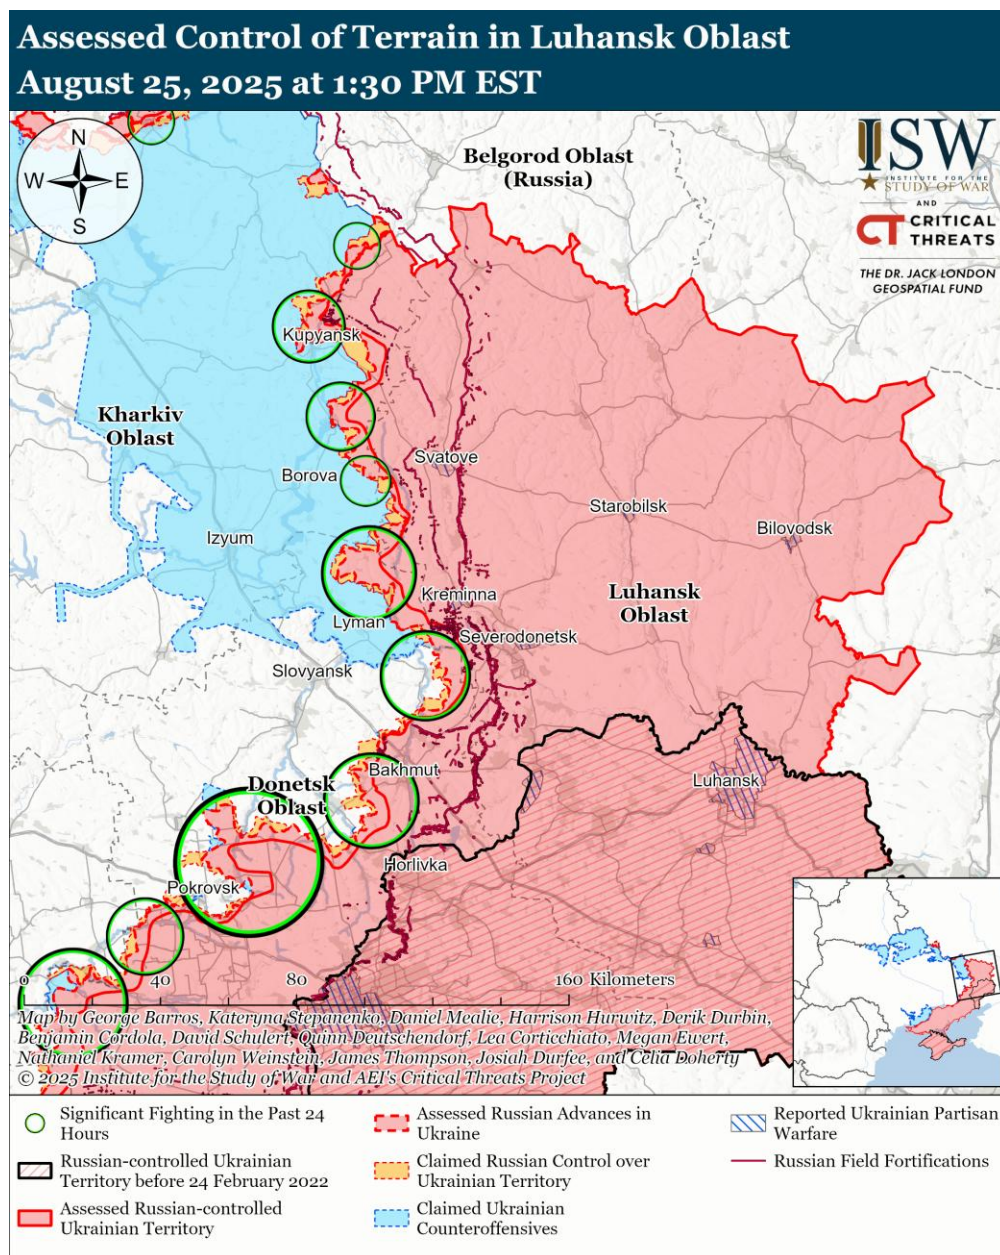 Assessed Control of Terrain in Luhansk Oblast
August 25, 2025 at 1:30 PM EST
N
W E
S
Belgorod Oblast
(Russia)
ISW
INSTITUTE FOR THE
STUDY OF WAR
AND
CT CRITICAL
THREATS
THE DR. JACK LONDON
GEOSPATIAL FUND
Kupyansk
Kharkiv
Oblast
Borova
Svatove
Starobilsk
Bilovodsk
Izyum
Kreminna
Luhansk
Oblast
Lyman
Severodonetsk
Slovyansk
Bakhmut
Donetsk
Oblast
Luhansk
Horlivka
Pokrovsk
0 40 80 160 Kilometers
Map by George Barros, Kateryna Stepanenko, Daniel Mealie, Harrison Hurwitz, Derik Durbin,
Benjamin Cordola, David Schulert, Quinn Deutschendorf, Lea Corticchiato, Megan Ewert,
Nathaniel Kramer, Carolyn Weinstein, James Thompson, Josiah Durfee, and Celia Doherty
© 2025 Institute for the Study of War and AEI's Critical Threats Project
Significant Fighting in the Past 24
Hours
Russian-controlled Ukrainian
Territory before 24 February 2022
Assessed Russian-controlled
Ukrainian Territory
Assessed Russian Advances in
Ukraine
Claimed Russian Control over
Ukrainian Territory
Claimed Ukrainian
Counteroffensives
Reported Ukrainian Partisan
Warfare
Russian Field Fortifications